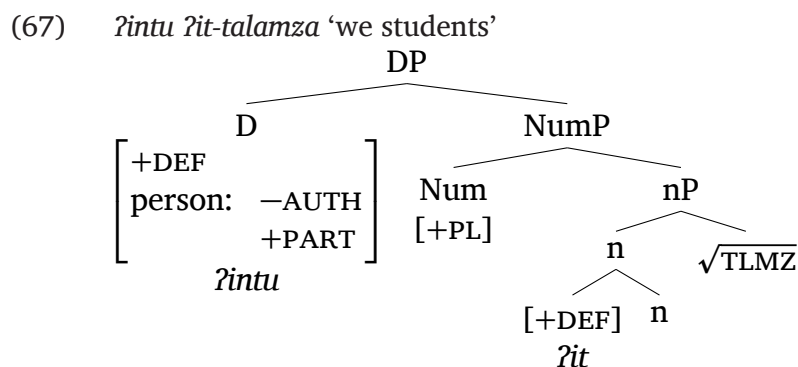 (67) ʔintu ʔit-talamza ‘we students’
DP
D NumP
+DEF
person: −AUTH
+PART
ʔintu
Num nP
[+PL]
n √TLMZ
[+DEF] n
ʔit